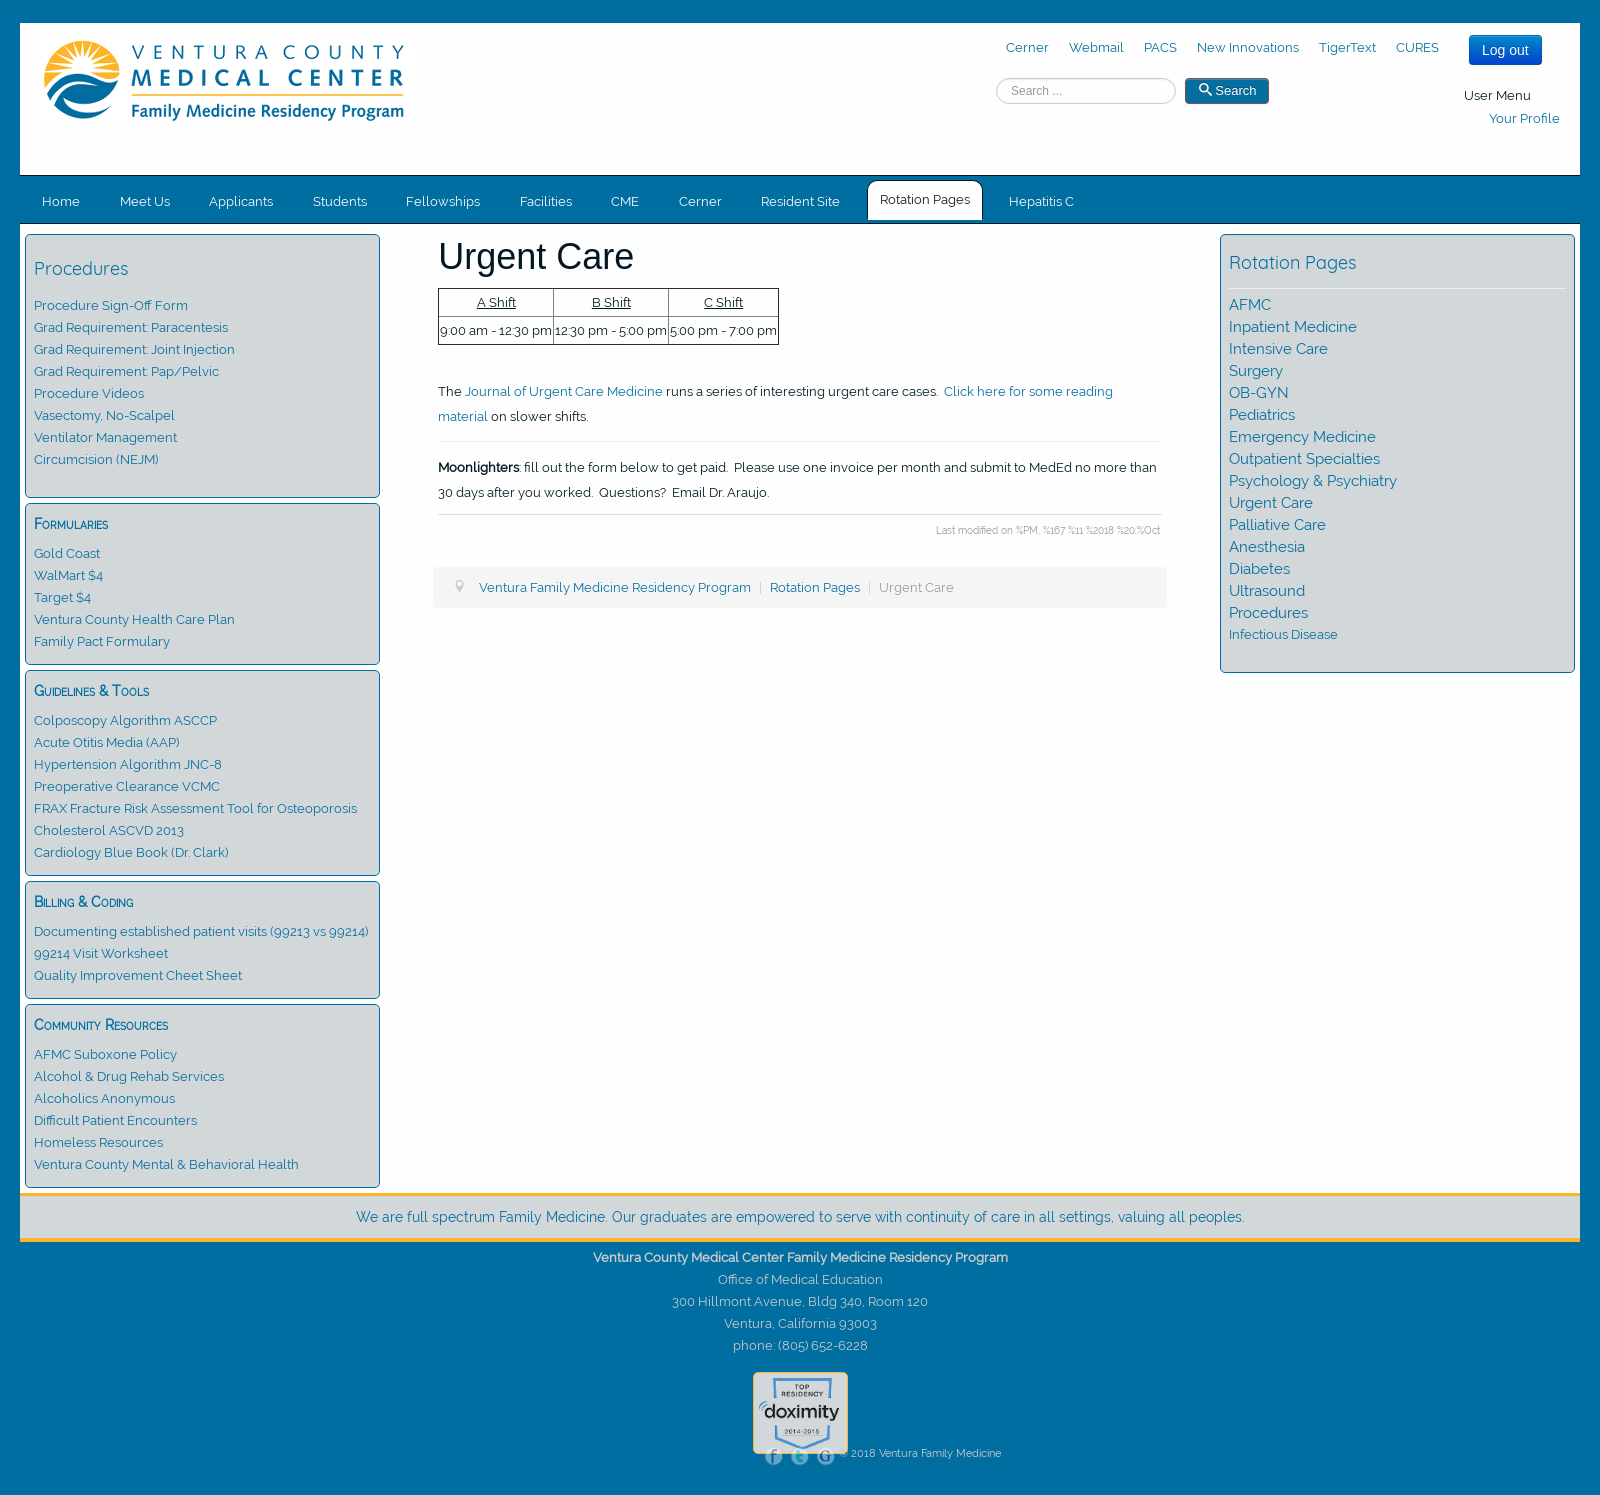 VENTURA COUNTY
MEDICAL CENTER
Family Medicine Residency Program
Cerner Webmail PACS New Innovations TigerText CURES
Log out
Search ...
Search
User Menu
Your Profile
Home Meet Us Applicants Students Fellowships Facilities CME Cerner Resident Site Rotation Pages Hepatitis C
Procedures
Procedure Sign-Off Form
Grad Requirement: Paracentesis
Grad Requirement: Joint Injection
Grad Requirement: Pap/Pelvic
Procedure Videos
Vasectomy, No-Scalpel
Ventilator Management
Circumcision (NEJM)
Formularies
Gold Coast
WalMart $4
Target $4
Ventura County Health Care Plan
Family Pact Formulary
Guidelines & Tools
Colposcopy Algorithm ASCCP
Acute Otitis Media (AAP)
Hypertension Algorithm JNC-8
Preoperative Clearance VCMC
FRAX Fracture Risk Assessment Tool for Osteoporosis
Cholesterol ASCVD 2013
Cardiology Blue Book (Dr. Clark)
Billing & Coding
Documenting established patient visits (99213 vs 99214)
99214 Visit Worksheet
Quality Improvement Cheet Sheet
Community Resources
AFMC Suboxone Policy
Alcohol & Drug Rehab Services
Alcoholics Anonymous
Difficult Patient Encounters
Homeless Resources
Ventura County Mental & Behavioral Health
Urgent Care
A Shift B Shift C Shift
9:00 am - 12:30 pm 12:30 pm - 5:00 pm 5:00 pm - 7:00 pm
The Journal of Urgent Care Medicine runs a series of interesting urgent care cases. Click here for some reading
material on slower shifts.
Moonlighters: fill out the form below to get paid. Please use one invoice per month and submit to MedEd no more than
30 days after you worked. Questions? Email Dr. Araujo.
Last modified on %PM, %167 %11 %2018 %20:%Oct
Ventura Family Medicine Residency Program | Rotation Pages | Urgent Care
Rotation Pages
AFMC
Inpatient Medicine
Intensive Care
Surgery
OB-GYN
Pediatrics
Emergency Medicine
Outpatient Specialties
Psychology & Psychiatry
Urgent Care
Palliative Care
Anesthesia
Diabetes
Ultrasound
Procedures
Infectious Disease
We are full spectrum Family Medicine. Our graduates are empowered to serve with continuity of care in all settings, valuing all peoples.
Ventura County Medical Center Family Medicine Residency Program
Office of Medical Education
300 Hillmont Avenue, Bldg 340, Room 120
Ventura, California 93003
phone: (805) 652-6228
TOP
RESIDENCY
doximity
2014-2015
f t G © 2018 Ventura Family Medicine